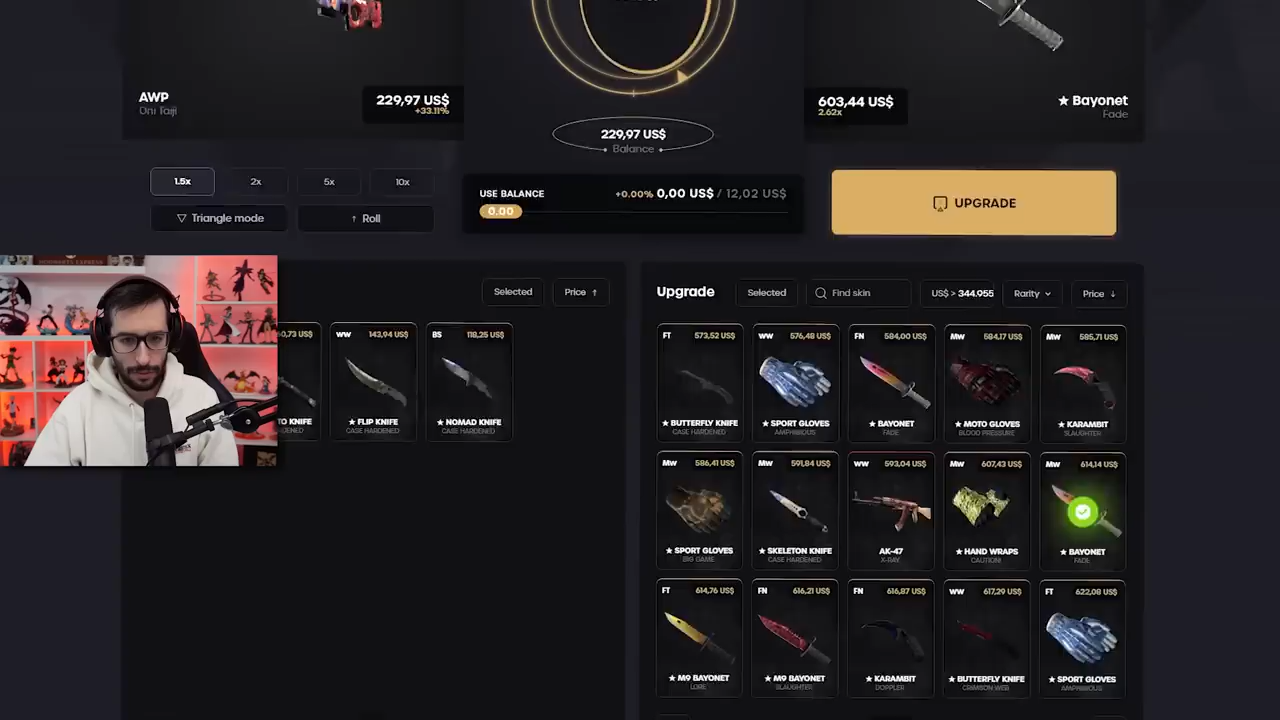 AWP
Oni Taiji
229,97 US$
+33.11%
603,44 US$
2.62x
★ Bayonet
Fade
229,97 US$
Balance
1.5x
2x
5x
10x
Triangle mode
↑ Roll
USE BALANCE
+0.00% 0,00 US$ / 12,02 US$
0.00
UPGRADE
Selected
Price ↑
WW 143,94 US$
★ FLIP KNIFE
CASE HARDENED
BS 118,25 US$
★ NOMAD KNIFE
CASE HARDENED
Upgrade
Selected
Find skin
US$ > 344.955
Rarity
Price ↓
FT 573,52 US$
★ BUTTERFLY KNIFE
CASE HARDENED
WW 576,48 US$
★ SPORT GLOVES
AMPHIBIOUS
FN 584,00 US$
★ BAYONET
FADE
MW 584,17 US$
★ MOTO GLOVES
BLOOD PRESSURE
MW 585,71 US$
★ KARAMBIT
SLAUGHTER
MW 586,41 US$
★ SPORT GLOVES
BIG GAME
MW 591,84 US$
★ SKELETON KNIFE
CASE HARDENED
WW 593,04 US$
AK-47
X-RAY
MW 607,43 US$
★ HAND WRAPS
CAUTION!
MW 614,14 US$
★ BAYONET
FADE
FT 614,76 US$
★ M9 BAYONET
LORE
FN 616,21 US$
★ M9 BAYONET
SLAUGHTER
FN 616,87 US$
★ KARAMBIT
DOPPLER
WW 617,29 US$
★ BUTTERFLY KNIFE
CRIMSON WEB
FT 622,08 US$
★ SPORT GLOVES
AMPHIBIOUS